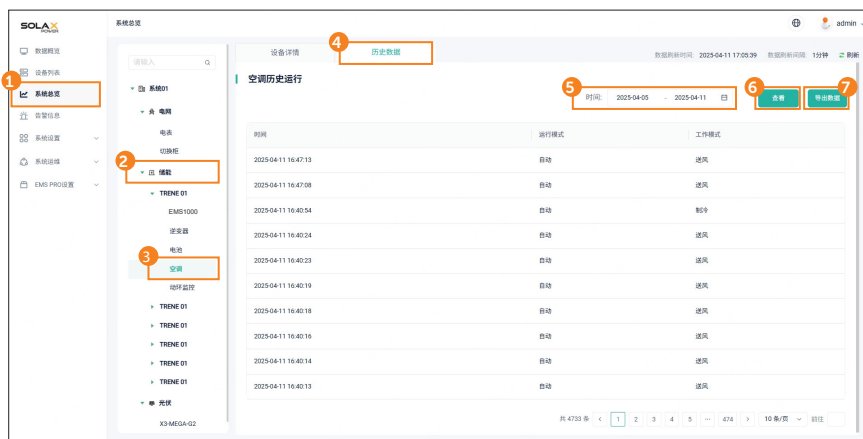 SOLAX
POWER
系统总览
admin
数据概览
设备列表
系统总览
告警信息
系统设置
系统运维
EMS PRO设置
1
请输入
系统01
电网
电表
切换柜
2
储能
TRENE 01
EMS1000
逆变器
电池
3
空调
动环监控
TRENE 01
TRENE 01
TRENE 01
TRENE 01
TRENE 01
光伏
X3-MEGA-G2
设备详情
4
历史数据
数据刷新时间: 2025-04-11 17:05:39 数据刷新间隔: 1分钟 刷新
空调历史运行
5
时间: 2025-04-05 - 2025-04-11
6
查看
7
导出数据
时间 运行模式 工作模式
2025-04-11 16:47:13 自动 送风
2025-04-11 16:47:08 自动 送风
2025-04-11 16:40:54 自动 制冷
2025-04-11 16:40:24 自动 送风
2025-04-11 16:40:23 自动 送风
2025-04-11 16:40:19 自动 送风
2025-04-11 16:40:18 自动 送风
2025-04-11 16:40:16 自动 送风
2025-04-11 16:40:14 自动 送风
2025-04-11 16:40:13 自动 送风
共 4733 条 < 1 2 3 4 5 ··· 474 > 10 条/页 前往